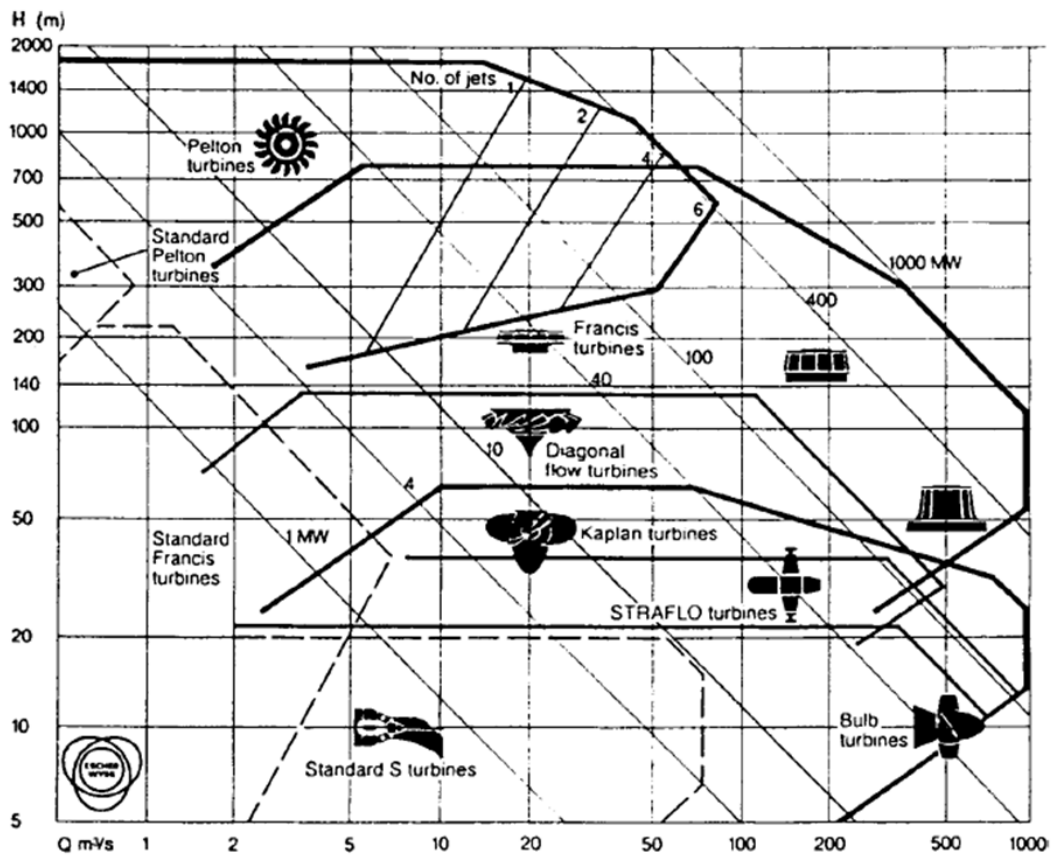 H (m)
2000
1400
1000
700
500
300
200
140
100
50
20
10
5
No. of jets
1
2
4
6
Pelton
turbines
Standard
Pelton
turbines
1000 MW
400
Francis
turbines
100
40
10
Diagonal
flow turbines
4
Standard
Francis
turbines
1 MW
Kaplan turbines
STRAFLO turbines
Bulb
turbines
Standard S turbines
ESCHER
WYSS
Q m³/s 1 2 5 10 20 50 100 200 500 1000